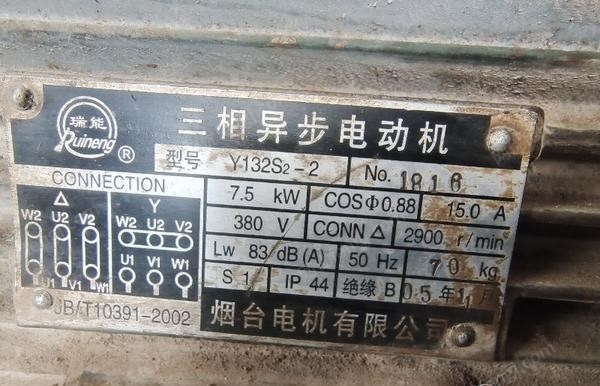 瑞能
Ruineng ®
三相异步电动机
型号 Y132S2-2 No. 1816
CONNECTION
△ Y
W2 U2 V2 W2 U2 V2
U1 V1 W1 U1 V1 W1
7.5 kW COSΦ0.88 15.0 A
380 V CONN △ 2900 r/min
Lw 83 dB(A) 50 Hz 70 kg
S 1 IP 44 绝缘 B 05年11月
JB/T10391-2002 烟台电机有限公司